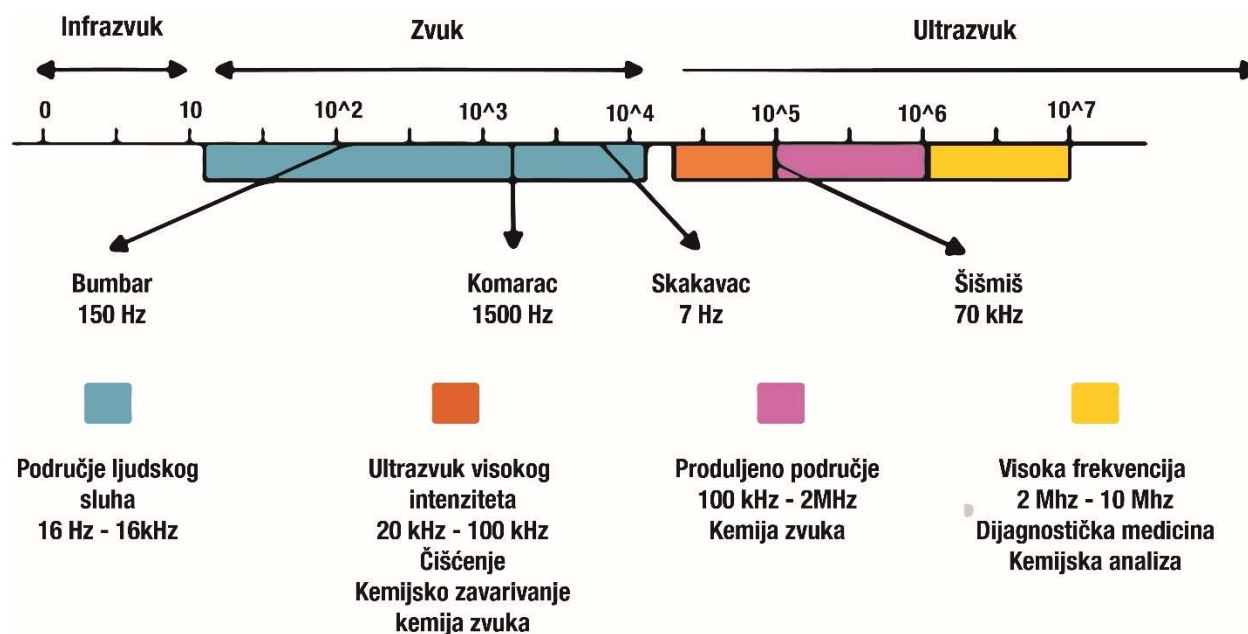 Infrazvuk
Zvuk
Ultrazvuk
0
10
10^2
10^3
10^4
10^5
10^6
10^7
Bumbar
150 Hz
Komarac
1500 Hz
Skakavac
7 Hz
Šišmiš
70 kHz
Područje ljudskog
sluha
16 Hz - 16kHz
Ultrazvuk visokog
intenziteta
20 kHz - 100 kHz
Čišćenje
Kemijsko zavarivanje
kemija zvuka
Produljeno područje
100 kHz - 2MHz
Kemija zvuka
Visoka frekvencija
2 Mhz - 10 Mhz
Dijagnostička medicina
Kemijska analiza